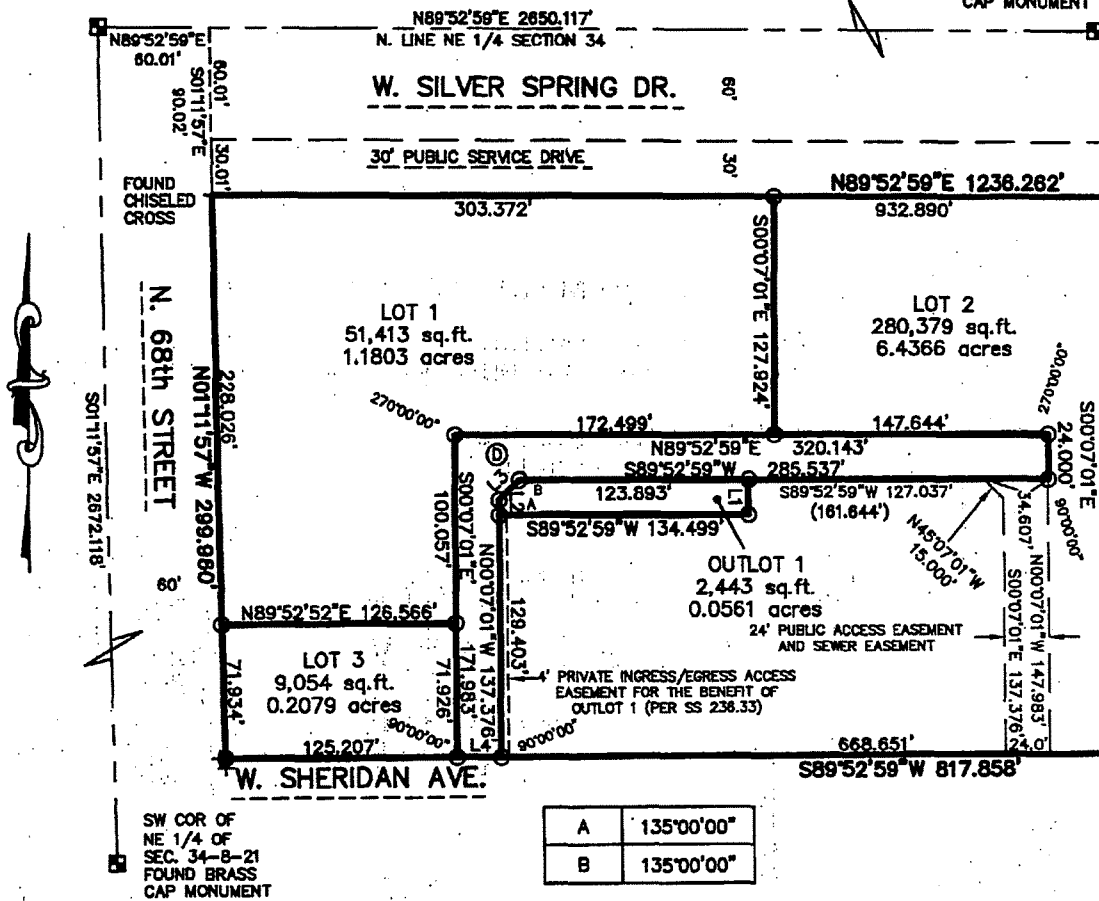 CAP MONUMENT
N89°52'59"E 2650.117'
N89°52'59"E
60.01'
N. LINE NE 1/4 SECTION 34
60.01'
S01°11'57"E
90.02'
30.01'
W. SILVER SPRING DR.
60'
30' PUBLIC SERVICE DRIVE
30'
FOUND
CHISELED
CROSS
N89°52'59"E 1236.262'
303.372'
932.890'
S00°07'01"E 127.924'
N. 68th STREET
S01°11'57"E 2672.118'
N01°11'57"W 299.980'
228.026'
60'
LOT 1
51,413 sq.ft.
1.1803 acres
LOT 2
280,379 sq.ft.
6.4366 acres
270°00'00"
270°00'00"
172.499'
147.644'
N89°52'59"E 320.143'
S00°07'01"E
24.000'
D
S89°52'59"W 285.537'
L3
B
L2
A
123.893'
L1
S89°52'59"W 127.037'
(161.644')
S89°52'59"W 134.499'
34.607'
90°00'00"
N45°07'01"W
15.000'
S00°07'01"E
100.057'
N00°07'01"W 137.376'
129.403'
OUTLOT 1
2,443 sq.ft.
0.0561 acres
24' PUBLIC ACCESS EASEMENT
AND SEWER EASEMENT
S00°07'01"E 137.376'
N00°07'01"W 147.983'
N89°52'52"E 126.566'
71.934'
LOT 3
9,054 sq.ft.
0.2079 acres
71.926'
171.983'
4' PRIVATE INGRESS/EGRESS ACCESS
EASEMENT FOR THE BENEFIT OF
OUTLOT 1 (PER SS 236.33)
90°00'00"
90°00'00"
125.207'
L4
668.651'
24.0'
S89°52'59"W 817.858'
W. SHERIDAN AVE.
SW COR OF
NE 1/4 OF
SEC. 34-8-21
FOUND BRASS
CAP MONUMENT
A 135°00'00"
B 135°00'00"